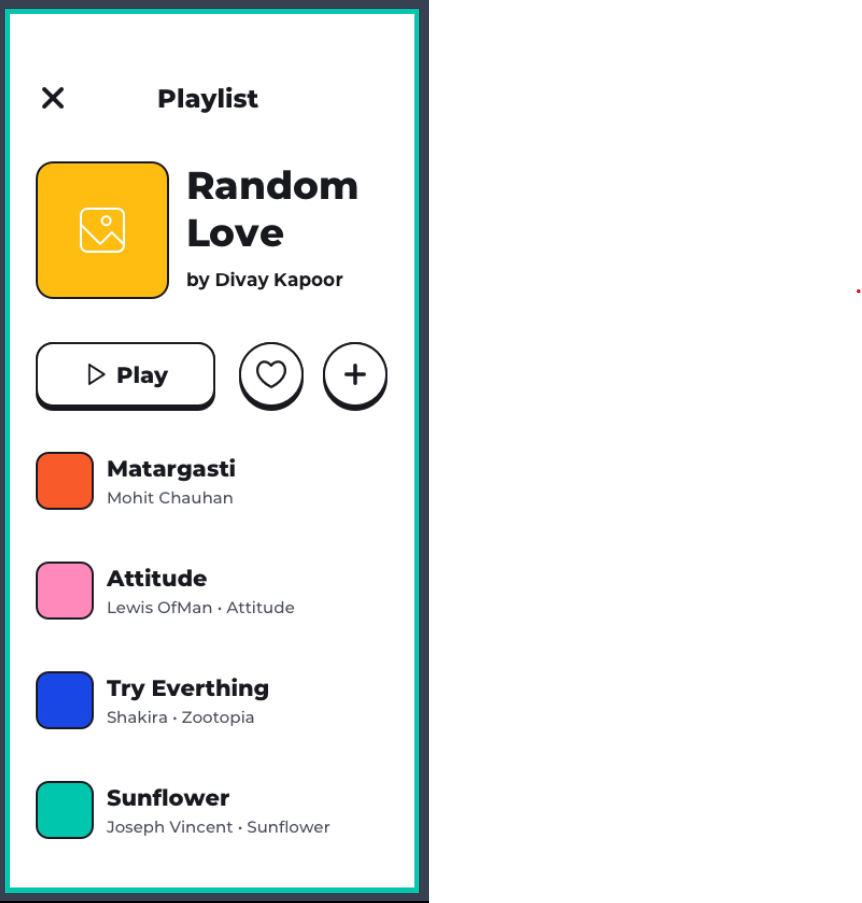 Playlist
Random
Love
by Divay Kapoor
Play
Matargasti
Mohit Chauhan
Attitude
Lewis OfMan • Attitude
Try Everthing
Shakira • Zootopia
Sunflower
Joseph Vincent • Sunflower